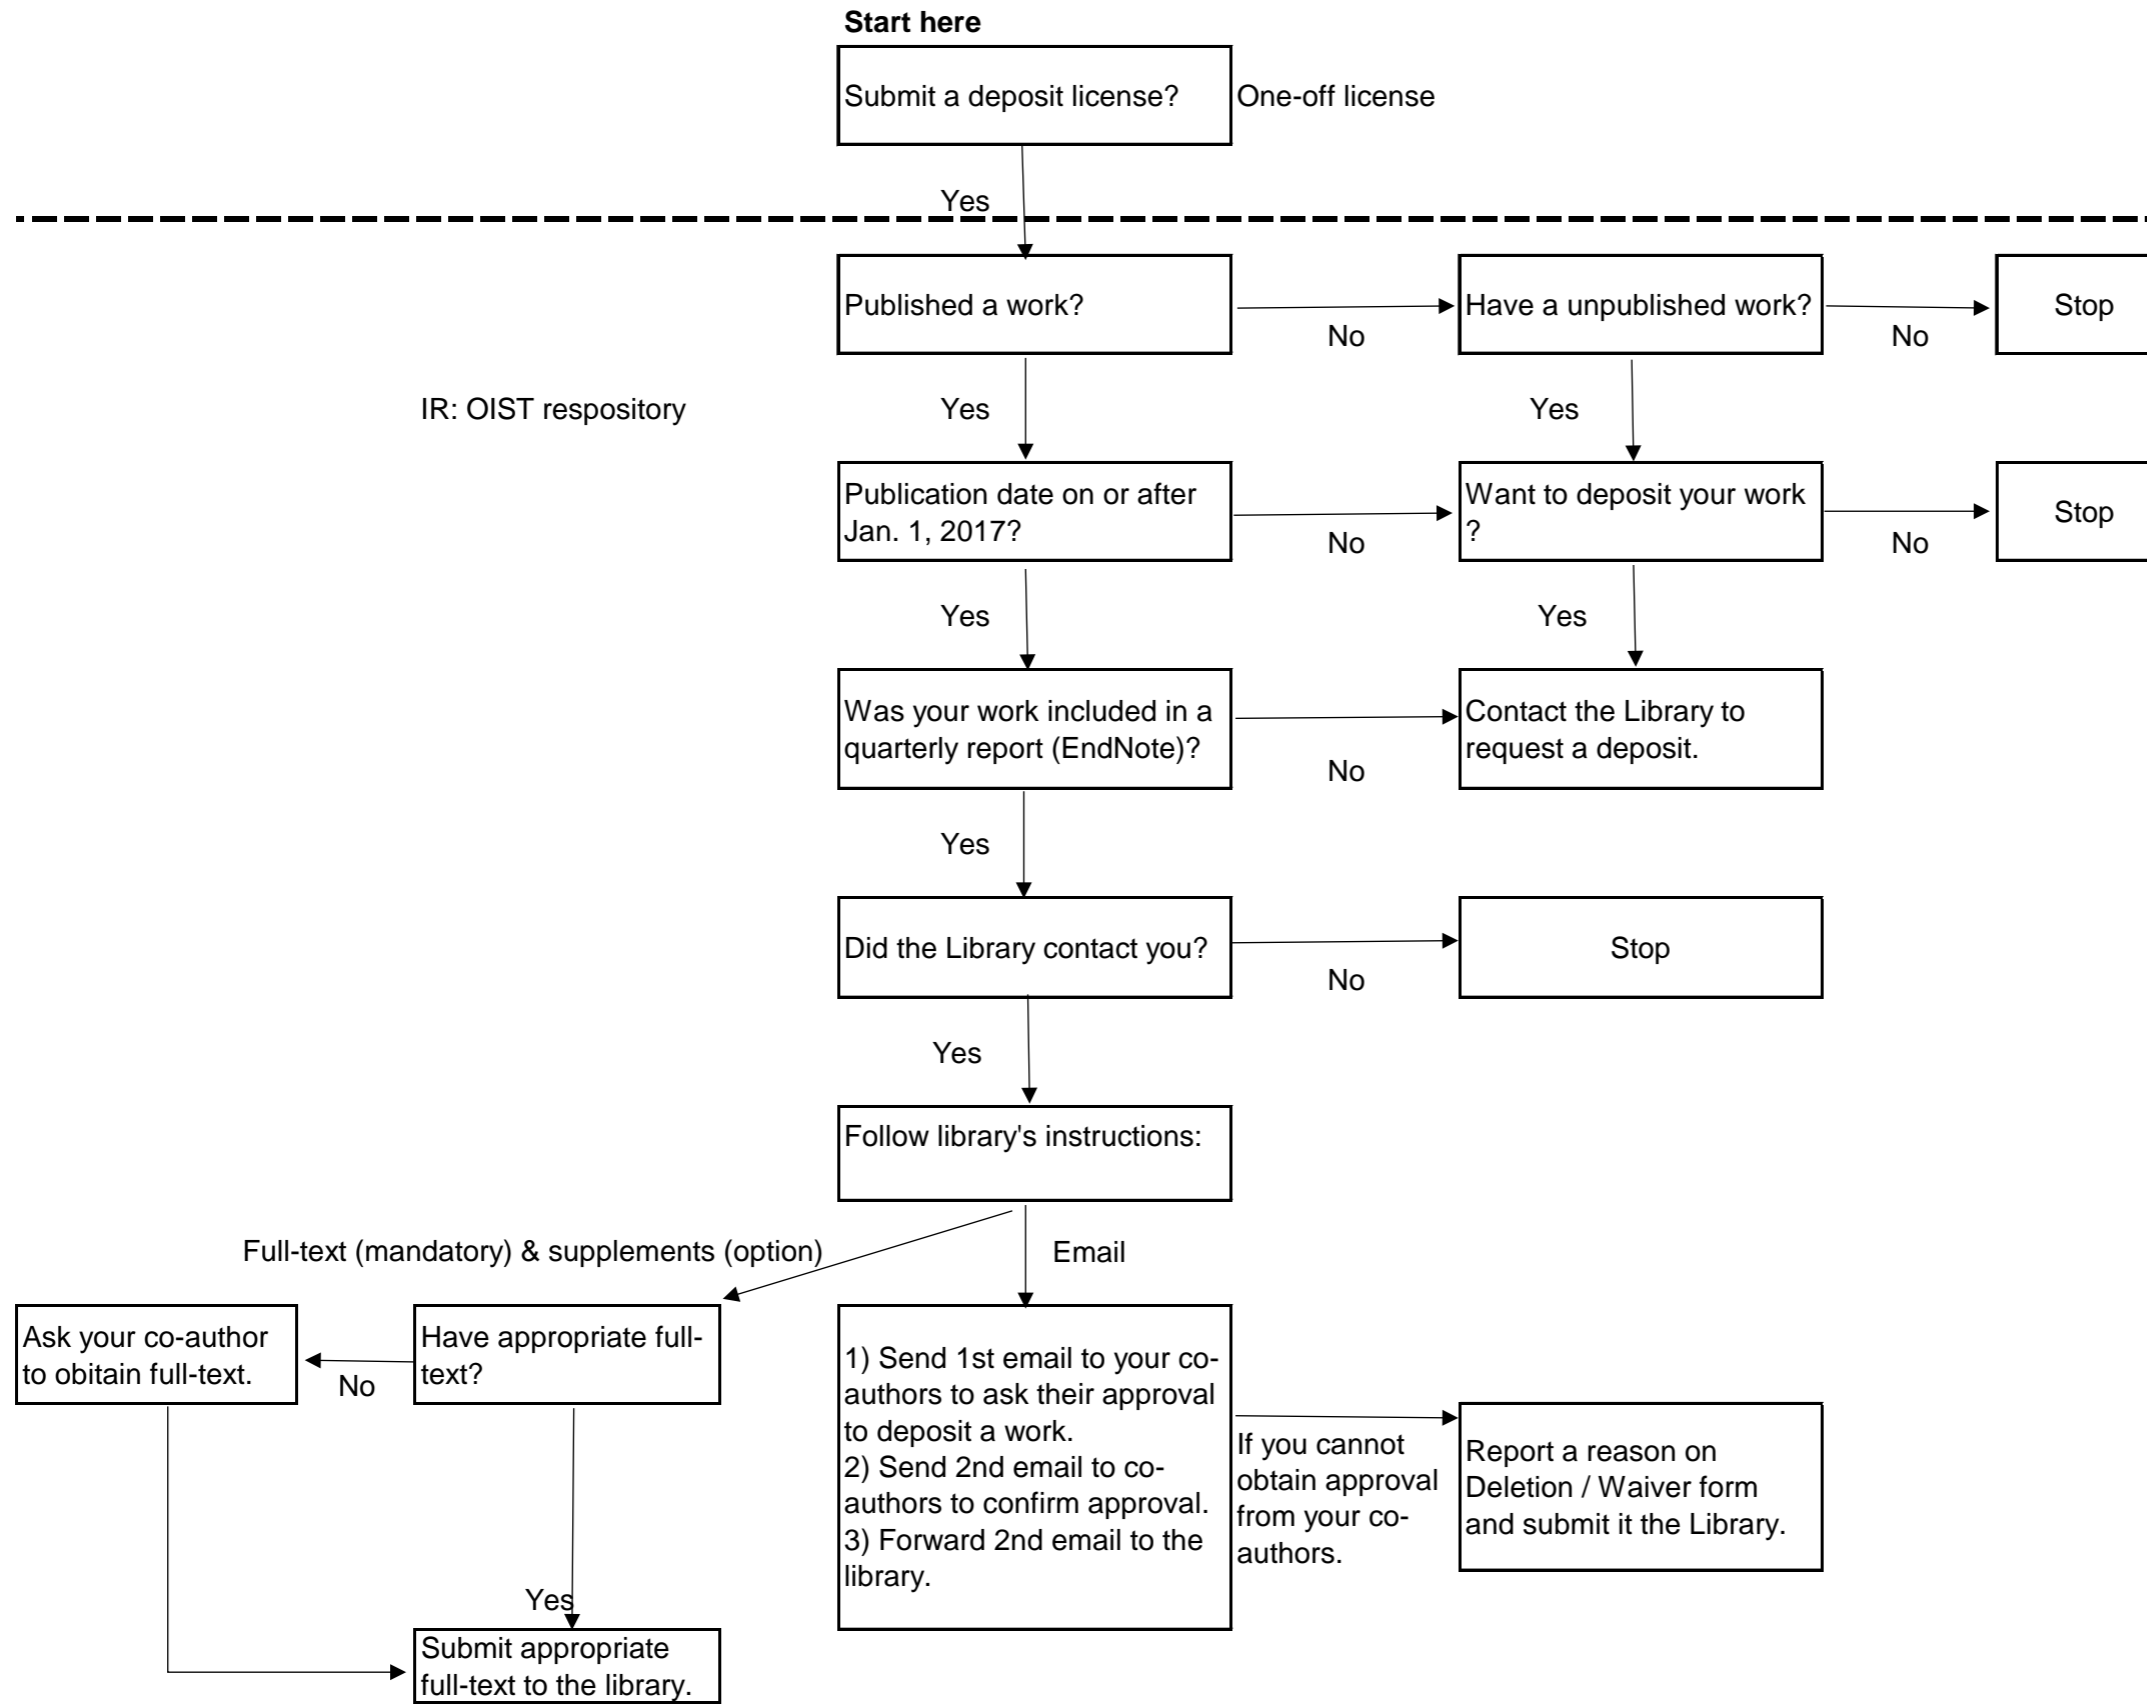 Start here
Submit a deposit license?
One-off license
Yes
Published a work?
No
Have a unpublished work?
No
Stop
IR: OIST respository
Yes
Yes
Publication date on or after
Jan. 1, 2017?
No
Want to deposit your work
?
No
Stop
Yes
Yes
Was your work included in a
quarterly report (EndNote)?
No
Contact the Library to
request a deposit.
Yes
Did the Library contact you?
No
Stop
Yes
Follow library's instructions:
Full-text (mandatory) & supplements (option)
Email
Ask your co-author
to obitain full-text.
No
Have appropriate full-
text?
1) Send 1st email to your co-
authors to ask their approval
to deposit a work.
2) Send 2nd email to co-
authors to confirm approval.
3) Forward 2nd email to the
library.
If you cannot
obtain approval
from your co-
authors.
Report a reason on
Deletion / Waiver form
and submit it the Library.
Yes
Submit appropriate
full-text to the library.